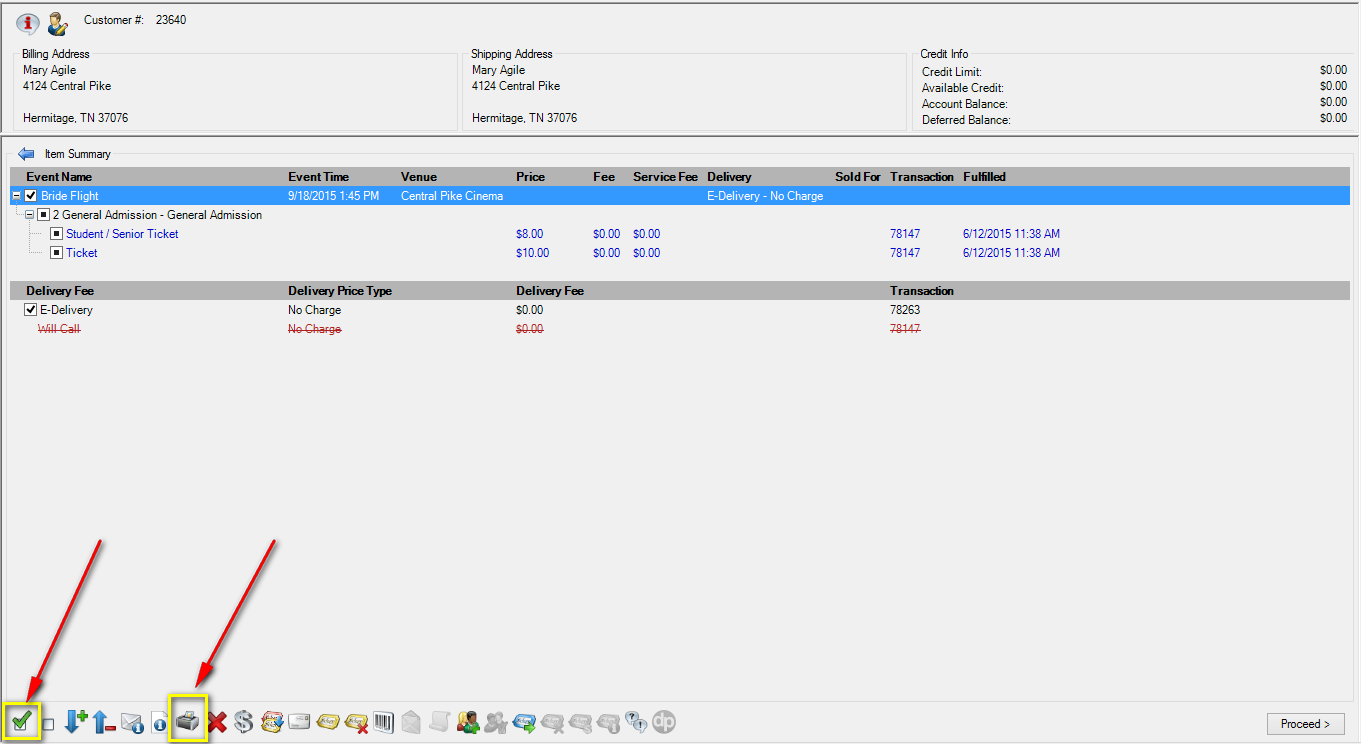 Customer #: 23640
Billing Address
Mary Agile
4124 Central Pike
Hermitage, TN 37076
Shipping Address
Mary Agile
4124 Central Pike
Hermitage, TN 37076
Credit Info
Credit Limit: $0.00
Available Credit: $0.00
Account Balance: $0.00
Deferred Balance: $0.00
Item Summary
Event Name Event Time Venue Price Fee Service Fee Delivery Sold For Transaction Fulfilled
Bride Flight 9/18/2015 1:45 PM Central Pike Cinema E-Delivery - No Charge
2 General Admission - General Admission
Student / Senior Ticket $8.00 $0.00 $0.00 78147 6/12/2015 11:38 AM
Ticket $10.00 $0.00 $0.00 78147 6/12/2015 11:38 AM
Delivery Fee Delivery Price Type Delivery Fee Transaction
E-Delivery No Charge $0.00 78263
Will Call No Charge $0.00 78147
dp
Proceed >